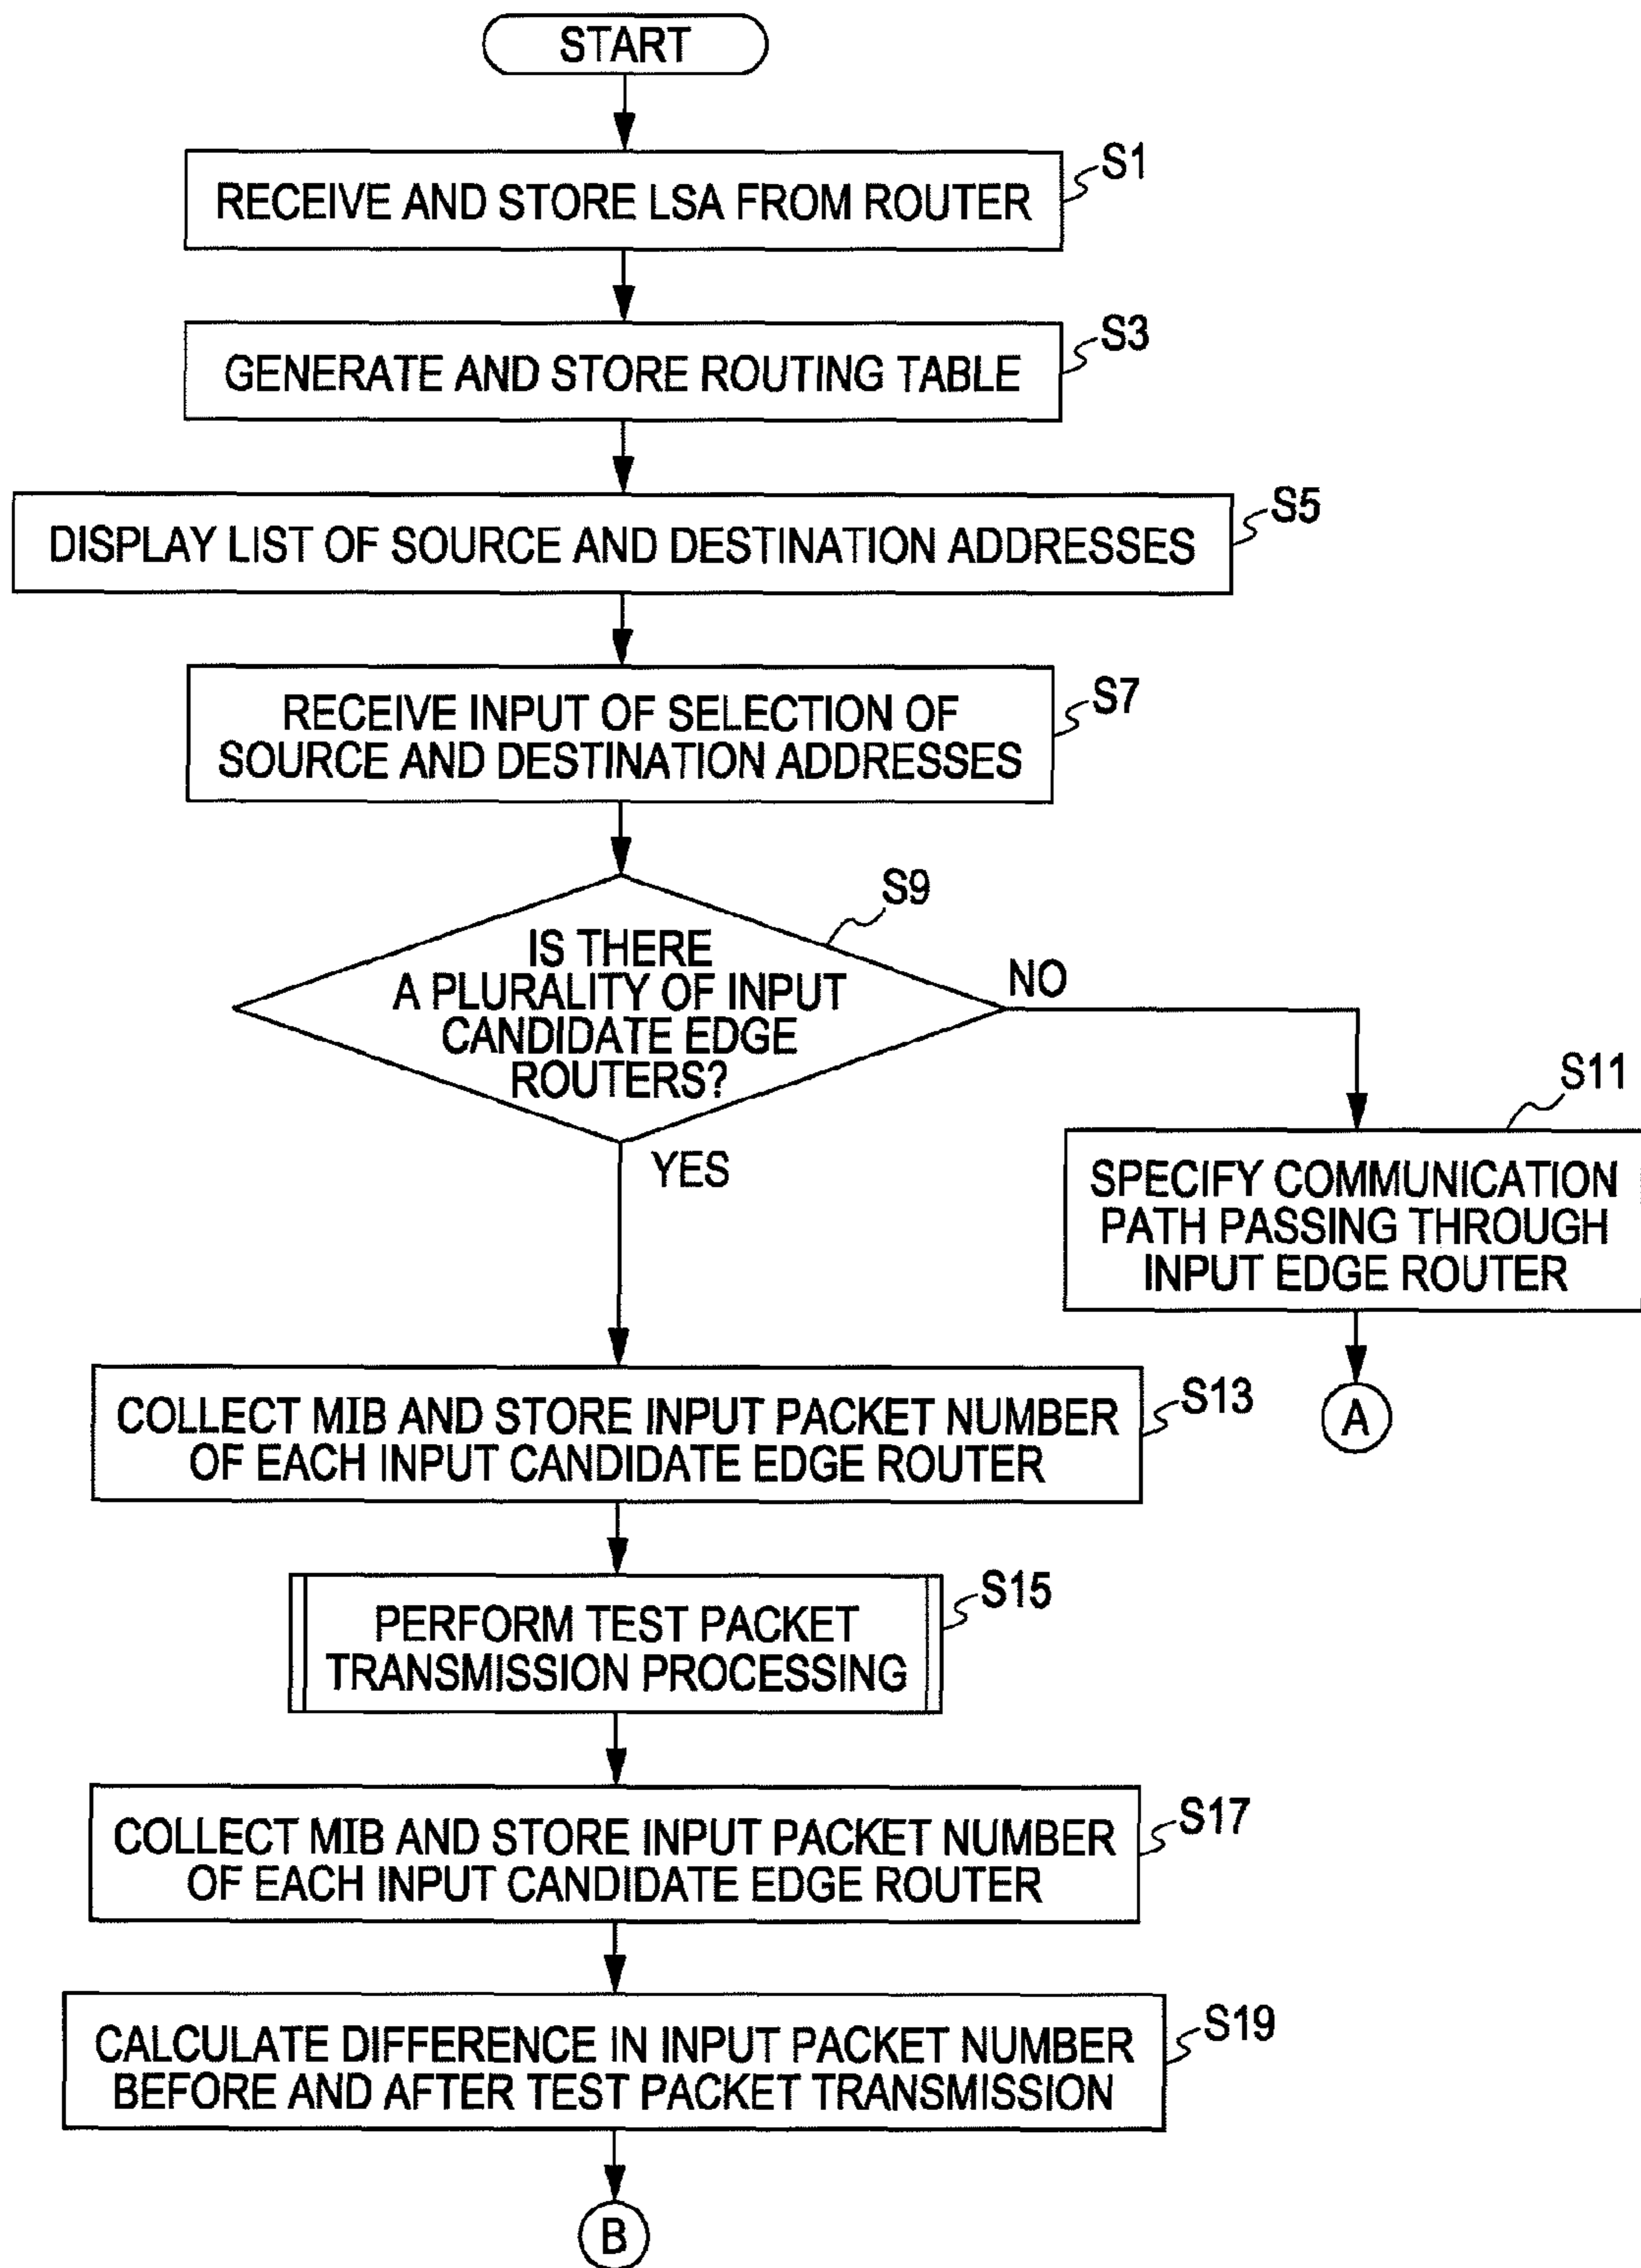 START
S1
RECEIVE AND STORE LSA FROM ROUTER
S3
GENERATE AND STORE ROUTING TABLE
S5
DISPLAY LIST OF SOURCE AND DESTINATION ADDRESSES
S7
RECEIVE INPUT OF SELECTION OF
SOURCE AND DESTINATION ADDRESSES
S9
IS THERE
A PLURALITY OF INPUT
CANDIDATE EDGE
ROUTERS?
NO
YES
S11
SPECIFY COMMUNICATION
PATH PASSING THROUGH
INPUT EDGE ROUTER
A
S13
COLLECT MIB AND STORE INPUT PACKET NUMBER
OF EACH INPUT CANDIDATE EDGE ROUTER
S15
PERFORM TEST PACKET
TRANSMISSION PROCESSING
S17
COLLECT MIB AND STORE INPUT PACKET NUMBER
OF EACH INPUT CANDIDATE EDGE ROUTER
S19
CALCULATE DIFFERENCE IN INPUT PACKET NUMBER
BEFORE AND AFTER TEST PACKET TRANSMISSION
B